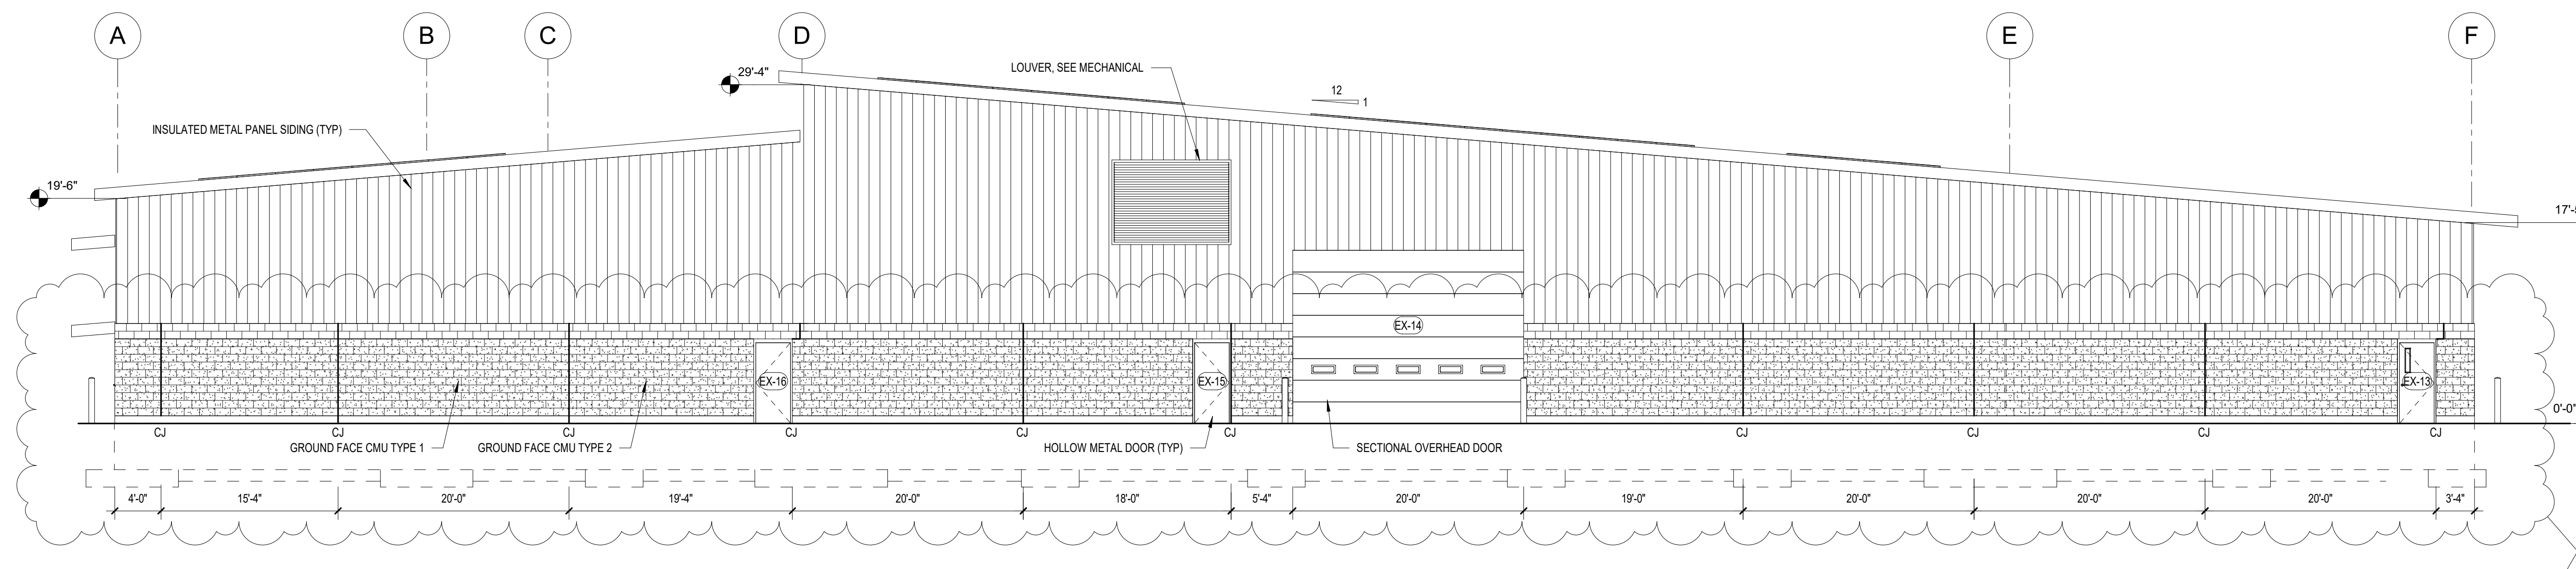 A B C D E F
29'-4"
LOUVER, SEE MECHANICAL
12
1
INSULATED METAL PANEL SIDING (TYP)
19'-6"
EX-14
EX-16
EX-15
EX-13
0'-0"
CJ CJ CJ CJ CJ CJ CJ CJ CJ CJ
GROUND FACE CMU TYPE 1
GROUND FACE CMU TYPE 2
HOLLOW METAL DOOR (TYP)
SECTIONAL OVERHEAD DOOR
4'-0" 15'-4" 20'-0" 19'-4" 20'-0" 18'-0" 5'-4" 20'-0" 19'-0" 20'-0" 20'-0" 20'-0" 3'-4"